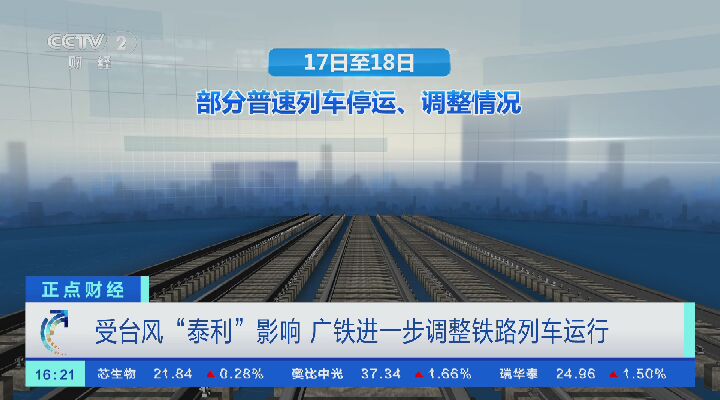 CCTV 2
财经
17日至18日
部分普速列车停运、调整情况
正点财经
受台风“泰利”影响 广铁进一步调整铁路列车运行
16:21 芯生物 21.84 ▲0.28% 奥比中光 37.34 ▲1.66% 瑞华泰 24.96 ▲1.50%